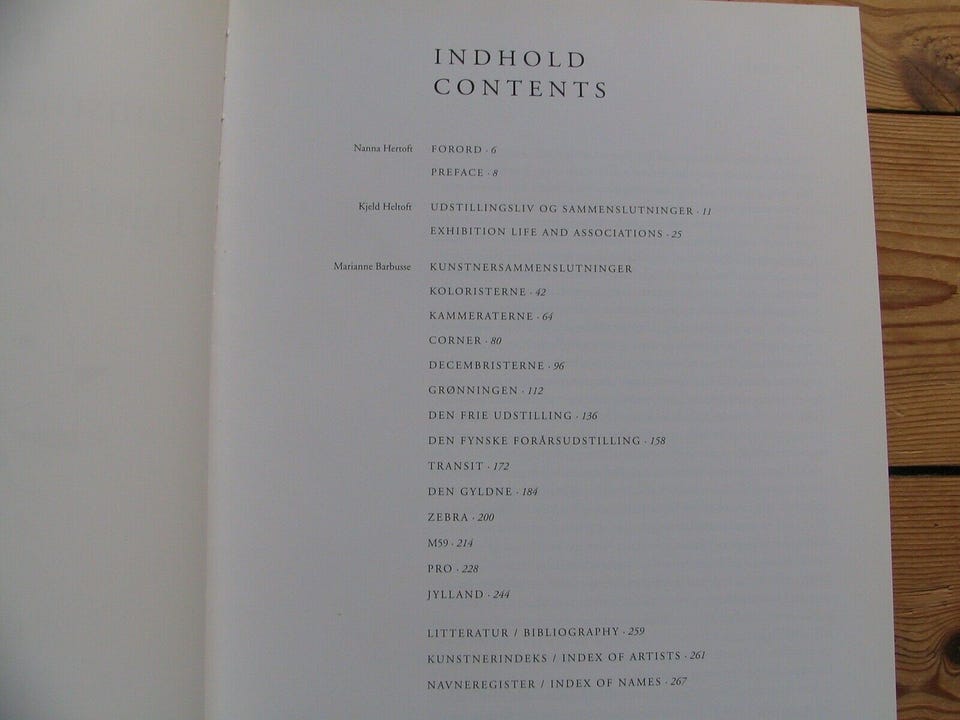 INDHOLD
CONTENTS
Nanna Hertoft FORORD · 6
PREFACE · 8
Kjeld Heltoft UDSTILLINGSLIV OG SAMMENSLUTNINGER · 11
EXHIBITION LIFE AND ASSOCIATIONS · 25
Marianne Barbusse KUNSTNERSAMMENSLUTNINGER
KOLORISTERNE · 42
KAMMERATERNE · 64
CORNER · 80
DECEMBRISTERNE · 96
GRØNNINGEN · 112
DEN FRIE UDSTILLING · 136
DEN FYNSKE FORÅRSUDSTILLING · 158
TRANSIT · 172
DEN GYLDNE · 184
ZEBRA · 200
M59 · 214
PRO · 228
JYLLAND · 244
LITTERATUR / BIBLIOGRAPHY · 259
KUNSTNERINDEKS / INDEX OF ARTISTS · 261
NAVNEREGISTER / INDEX OF NAMES · 267